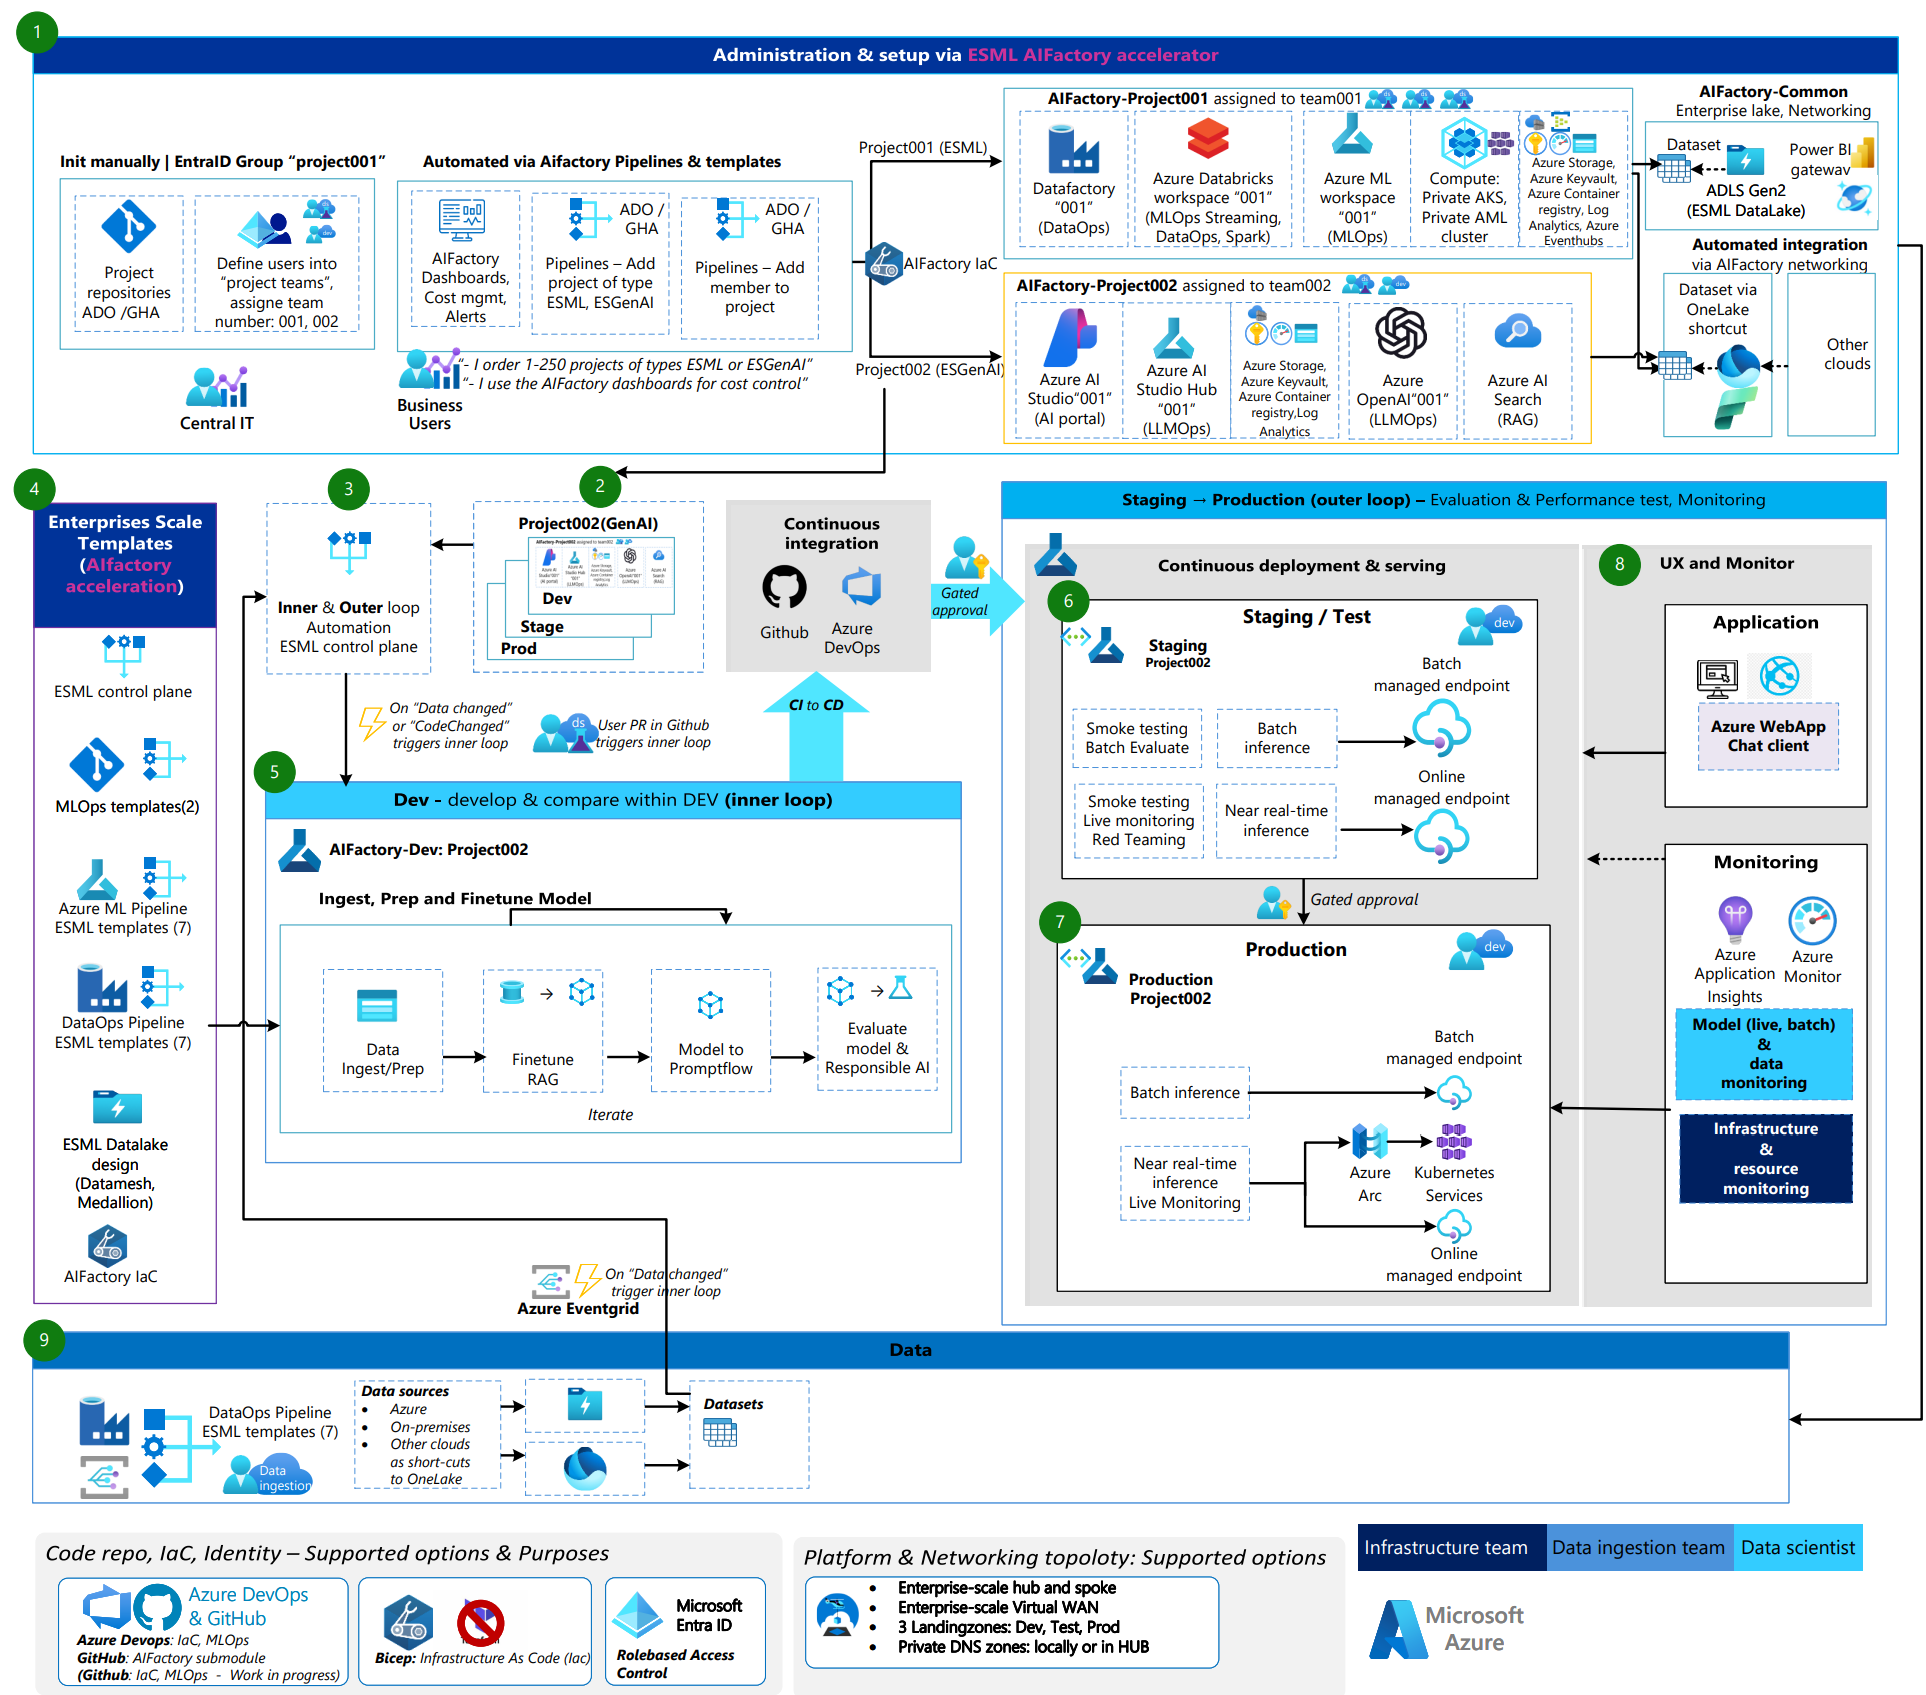 1
Administration & setup via ESML AIFactory accelerator
Init manually | EntraID Group “project001”
Project
repositories
ADO /GHA
Define users into
“project teams”,
assigne team
number: 001, 002
dev
Central IT
Automated via Aifactory Pipelines & templates
AIFactory
Dashboards,
Cost mgmt,
Alerts
ADO /
GHA
Pipelines – Add
project of type
ESML, ESGenAI
ADO /
GHA
Pipelines – Add
member to
project
Business
Users
“- I order 1-250 projects of types ESML or ESGenAI”
“- I use the AIFactory dashboards for cost control”
Project001 (ESML)
AIFactory IaC
Project002 (ESGenAI)
AIFactory-Project001 assigned to team001
Datafactory
“001”
(DataOps)
Azure Databricks
workspace “001”
(MLOps Streaming,
DataOps, Spark)
Azure ML
workspace
“001”
(MLOps)
Compute:
Private AKS,
Private AML
cluster
Azure Storage,
Azure Keyvault,
Azure Container
registry, Log
Analytics, Azure
Eventhubs
AIFactory-Project002 assigned to team002
dev
Azure AI
Studio“001”
(AI portal)
Azure AI
Studio Hub
“001”
(LLMOps)
Azure Storage,
Azure Keyvault,
Azure Container
registry,Log
Analytics
Azure
OpenAI“001”
(LLMOps)
Azure AI
Search
(RAG)
AIFactory-Common
Enterprise lake, Networking
Dataset
Power BI
gateway
ADLS Gen2
(ESML DataLake)
Automated integration
via AIFactory networking
Dataset via
OneLake
shortcut
Other
clouds
4
Enterprises Scale
Templates
(AIfactory
acceleration)
ESML control plane
MLOps templates(2)
Azure ML Pipeline
ESML templates (7)
DataOps Pipeline
ESML templates (7)
ESML Datalake
design
(Datamesh,
Medallion)
AIFactory IaC
3
Inner & Outer loop
Automation
ESML control plane
2
Project002(GenAI)
AIFactory-Project002 assigned to team002
Dev
Stage
Prod
Continuous
integration
Github
Azure
DevOps
Gated
approval
On “Data changed”
or “CodeChanged”
triggers inner loop
ds
User PR in Github
triggers inner loop
CI to CD
5
Dev - develop & compare within DEV (inner loop)
AIFactory-Dev: Project002
Ingest, Prep and Finetune Model
Data
Ingest/Prep
→
Finetune
RAG
Model to
Promptflow
→
Evaluate
model &
Responsible AI
Iterate
On “Data changed”
trigger inner loop
Azure Eventgrid
Staging → Production (outer loop) – Evaluation & Performance test, Monitoring
Continuous deployment & serving
6
Staging / Test
dev
Staging
Project002
Batch
managed endpoint
Smoke testing
Batch Evaluate
Batch
inference
Online
managed endpoint
Smoke testing
Live monitoring
Red Teaming
Near real-time
inference
Gated approval
7
Production
dev
Production
Project002
Batch
managed endpoint
Batch inference
Near real-time
inference
Live Monitoring
Azure
Arc
Kubernetes
Services
Online
managed endpoint
8
UX and Monitor
Application
Azure WebApp
Chat client
Monitoring
Azure
Application
Insights
Azure
Monitor
Model (live, batch)
&
data
monitoring
Infrastructure
&
resource
monitoring
9
Data
DataOps Pipeline
ESML templates (7)
Data
ingestion
Data sources
• Azure
• On-premises
• Other clouds
as short-cuts
to OneLake
Datasets
Code repo, IaC, Identity – Supported options & Purposes
Azure DevOps
& GitHub
Azure Devops: IaC, MLOps
GitHub: AIFactory submodule
(Github: IaC, MLOps - Work in progress)
Bicep: Infrastructure As Code (Iac)
Microsoft
Entra ID
Rolebased Access
Control
Platform & Networking topoloty: Supported options
• Enterprise-scale hub and spoke
• Enterprise-scale Virtual WAN
• 3 Landingzones: Dev, Test, Prod
• Private DNS zones: locally or in HUB
Infrastructure team
Data ingestion team
Data scientist
Microsoft
Azure